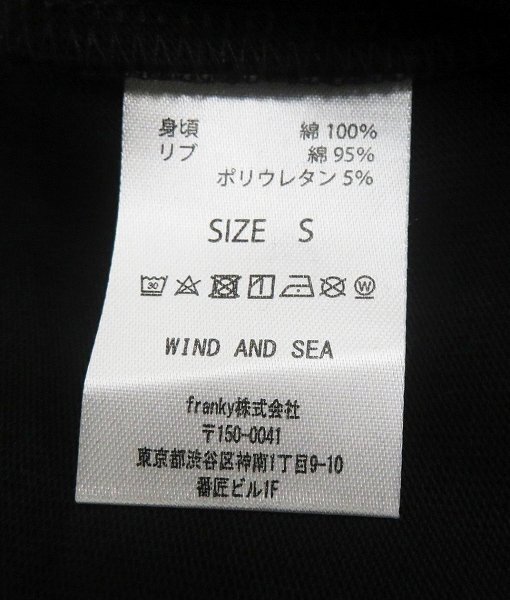 身頃 綿 100%
リブ 綿 95%
ポリウレタン 5%
SIZE S
30 W
WIND AND SEA
franky株式会社
〒150-0041
東京都渋谷区神南1丁目9-10
番匠ビル1F